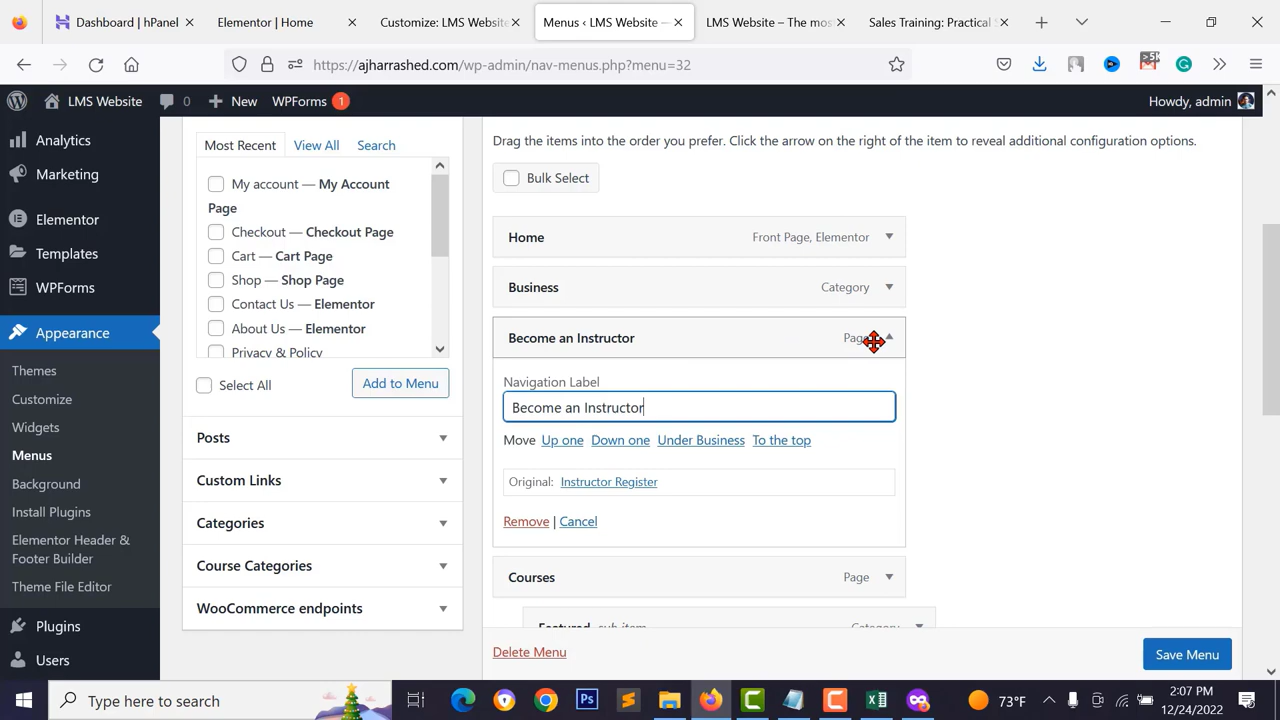 Dashboard | hPanel
Elementor | Home
Customize: LMS Website
Menus ‹ LMS Website —
LMS Website – The mos
Sales Training: Practical
https://ajharrashed.com/wp-admin/nav-menus.php?menu=32
>5K
LMS Website
0
New
WPForms 1
Howdy, admin
Analytics
Marketing
Elementor
Templates
WPForms
Appearance
Themes
Customize
Widgets
Menus
Background
Install Plugins
Elementor Header &
Footer Builder
Theme File Editor
Plugins
Users
Most Recent
View All
Search
My account — My Account
Page
Checkout — Checkout Page
Cart — Cart Page
Shop — Shop Page
Contact Us — Elementor
About Us — Elementor
Privacy & Policy
Select All
Add to Menu
Posts
Custom Links
Categories
Course Categories
WooCommerce endpoints
Drag the items into the order you prefer. Click the arrow on the right of the item to reveal additional configuration options.
Bulk Select
Home
Front Page, Elementor
Business
Category
Become an Instructor
Page
Navigation Label
Become an Instructor
Move Up one Down one Under Business To the top
Original: Instructor Register
Remove | Cancel
Courses
Page
Featured sub item
Category
Delete Menu
Save Menu
Type here to search
Ps
73°F
2:07 PM
12/24/2022